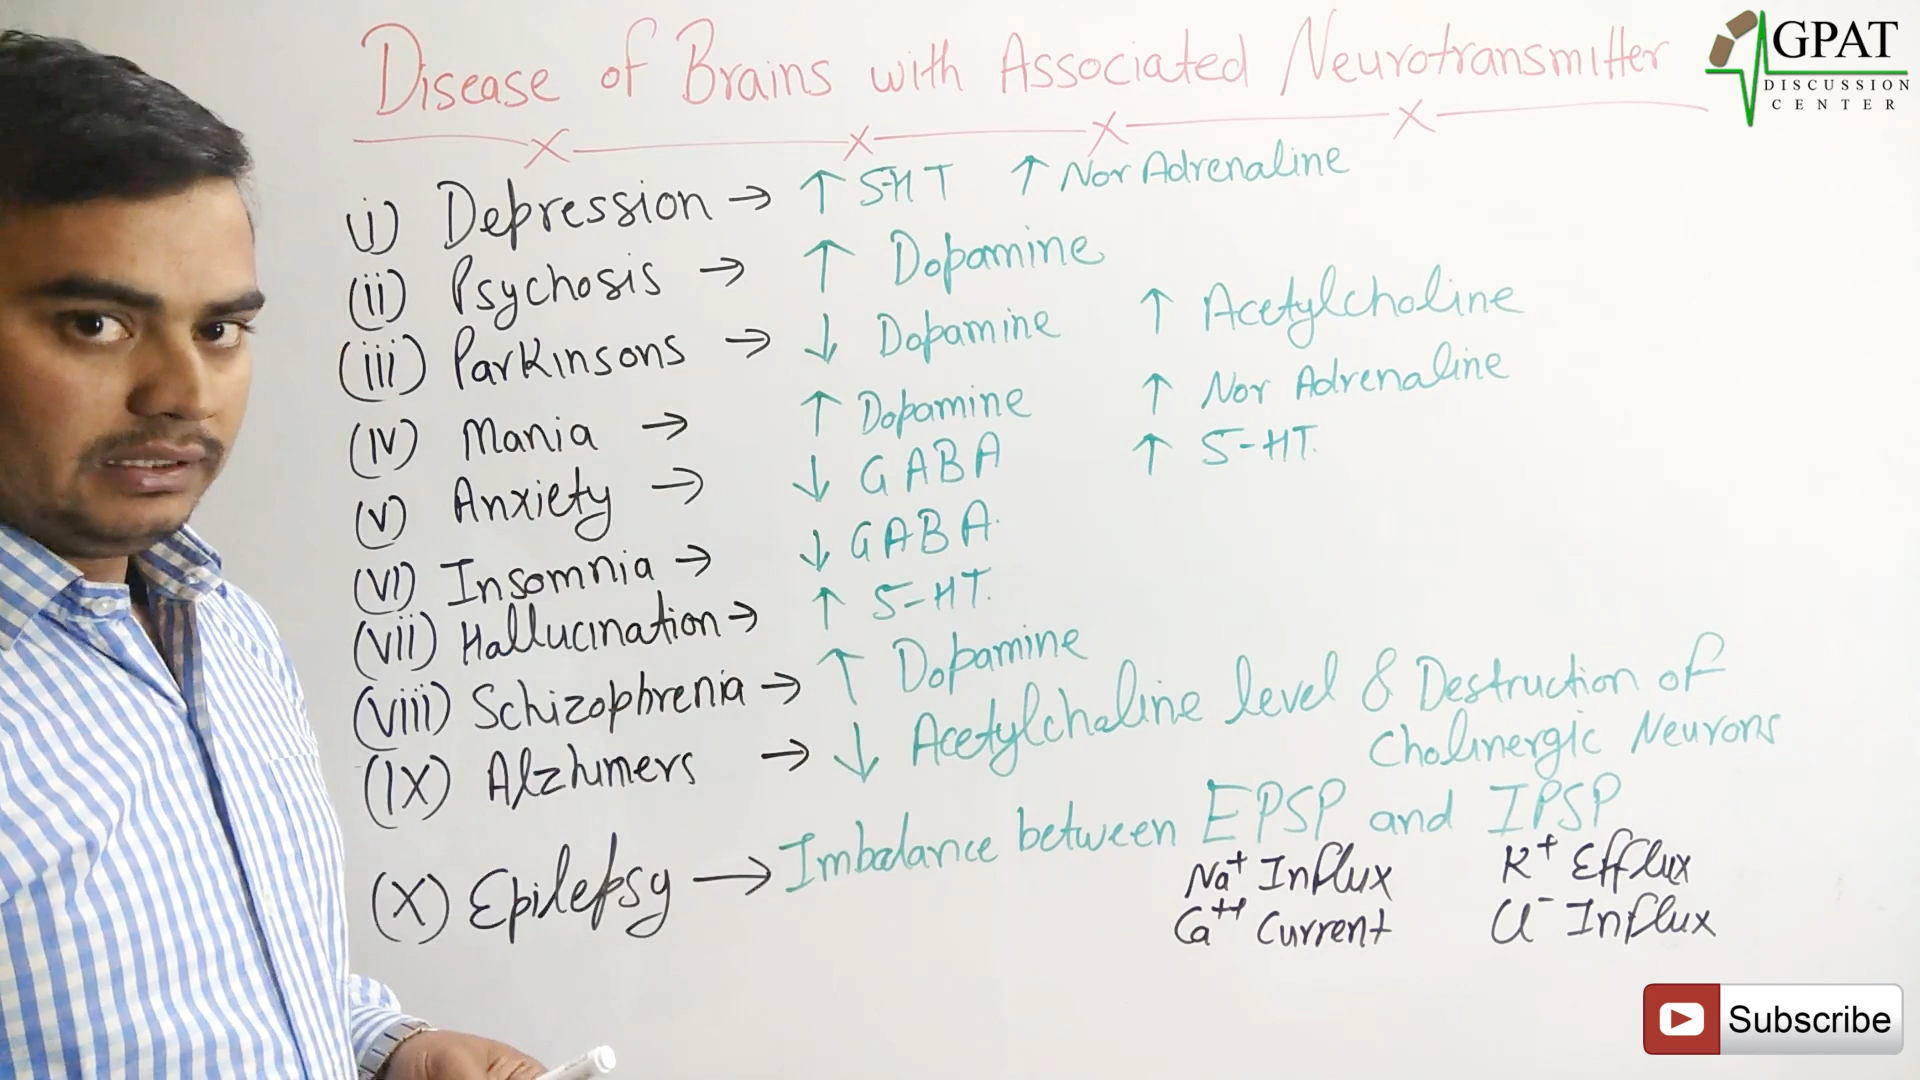 Disease of Brains with Associated Neurotransmitter
GPAT
DISCUSSION
CENTER
(i) Depression → ↑ 5-HT ↑ Nor Adrenaline
(ii) Psychosis → ↑ Dopamine
(iii) Parkinsons → ↓ Dopamine ↑ Acetylcholine
(iv) Mania → ↑ Dopamine ↑ Nor Adrenaline
(v) Anxiety → ↓ GABA ↑ 5-HT.
(vi) Insomnia → ↓ GABA.
(vii) Hallucination → ↑ 5-HT.
(viii) Schizophrenia → ↑ Dopamine
(ix) Alzhimers → ↓ Acetylcholine level & Destruction of
Cholinergic Neurons
(x) Epilepsy → Imbalance between EPSP and IPSP
Na+ Influx K+ Efflux
Ca++ Current Cl- Influx
Subscribe